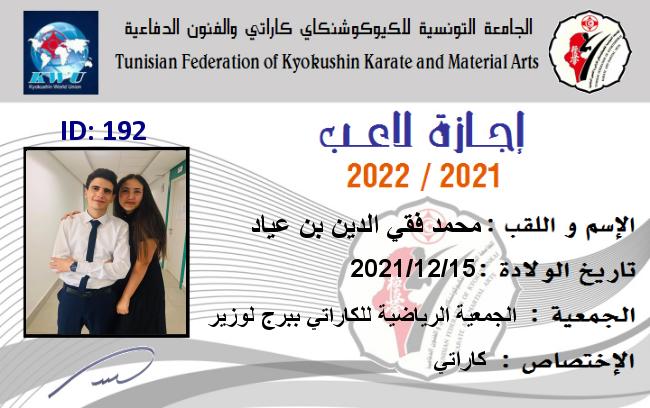 الجامعة التونسية للكيوكوشنكاي كاراتي والفنون الدفاعية
Tunisian Federation of Kyokushin Karate and Material Arts
KWU
Kyokushin World Union
ID: 192
إجازة لاعب
2022 / 2021
الإسم و اللقب : محمد فقي الدين بن عياد
تاريخ الولادة : 2021/12/15
الجمعية : الجمعية الرياضية للكاراتي ببرج لوزير
الإختصاص : كاراتي